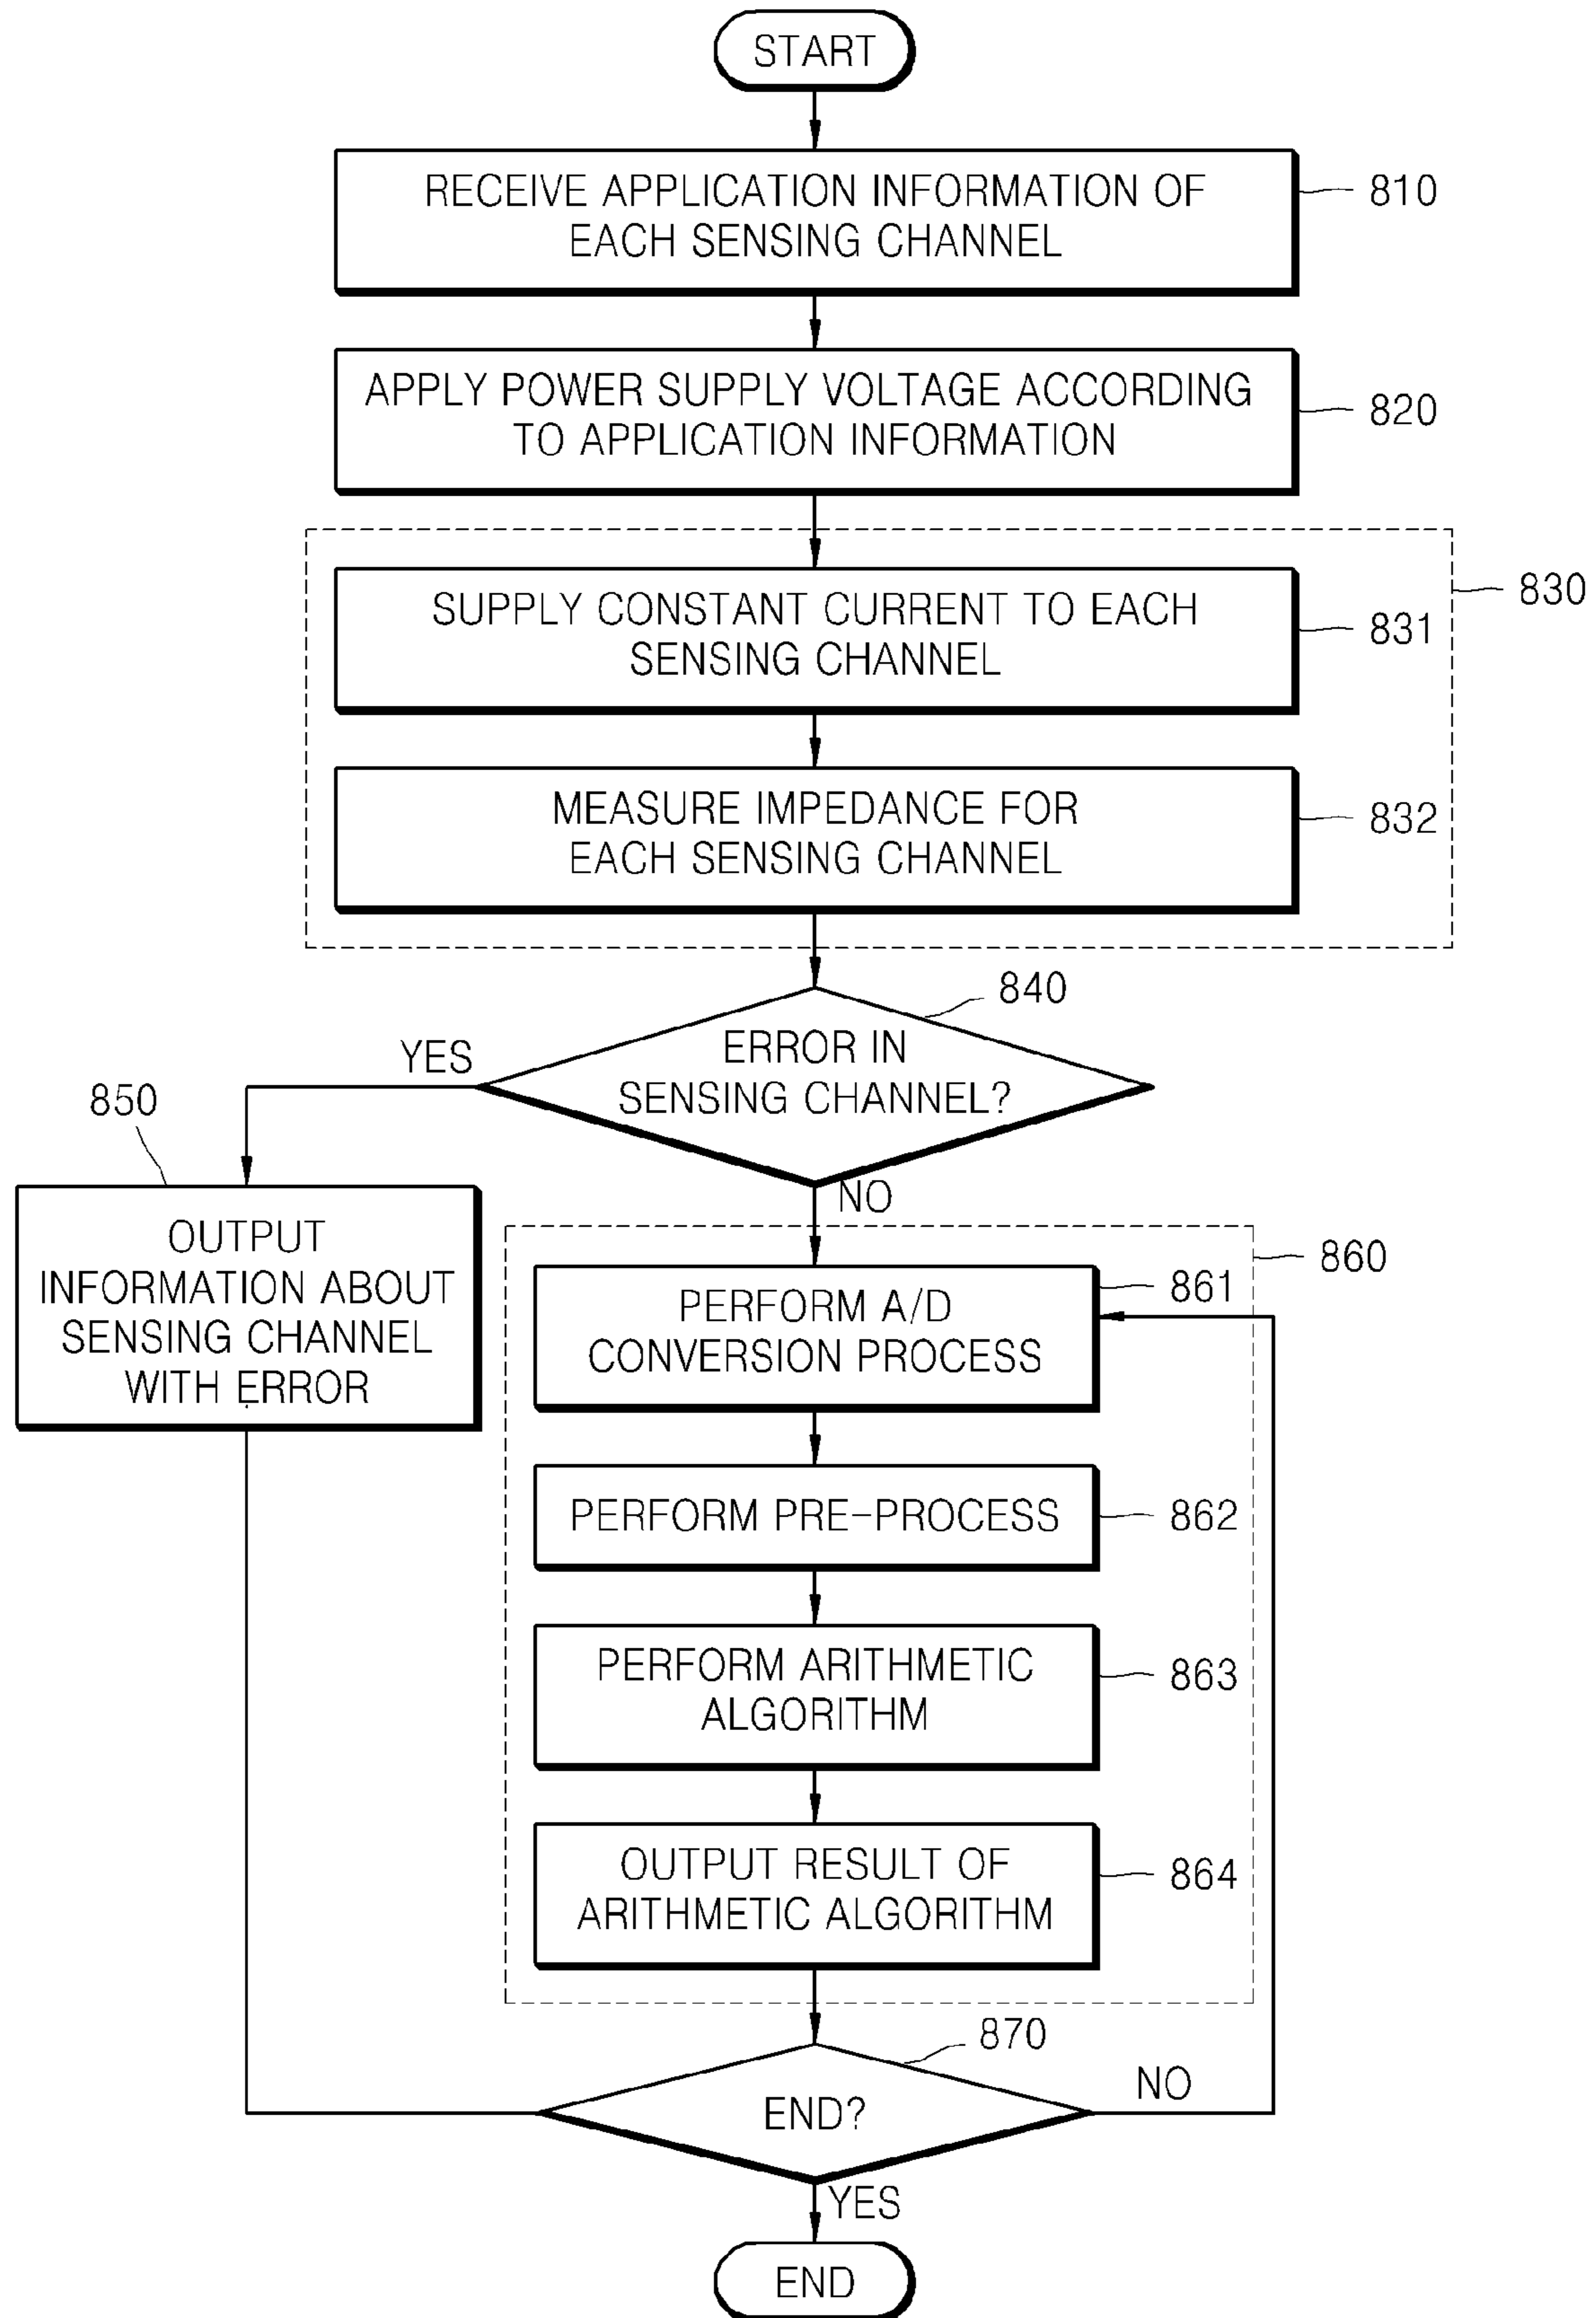 START
RECEIVE APPLICATION INFORMATION OF
EACH SENSING CHANNEL
810
APPLY POWER SUPPLY VOLTAGE ACCORDING
TO APPLICATION INFORMATION
820
830
SUPPLY CONSTANT CURRENT TO EACH
SENSING CHANNEL
831
MEASURE IMPEDANCE FOR
EACH SENSING CHANNEL
832
840
ERROR IN
SENSING CHANNEL?
YES
NO
850
OUTPUT
INFORMATION ABOUT
SENSING CHANNEL
WITH ERROR
860
PERFORM A/D
CONVERSION PROCESS
861
PERFORM PRE-PROCESS
862
PERFORM ARITHMETIC
ALGORITHM
863
OUTPUT RESULT OF
ARITHMETIC ALGORITHM
864
870
END?
NO
YES
END